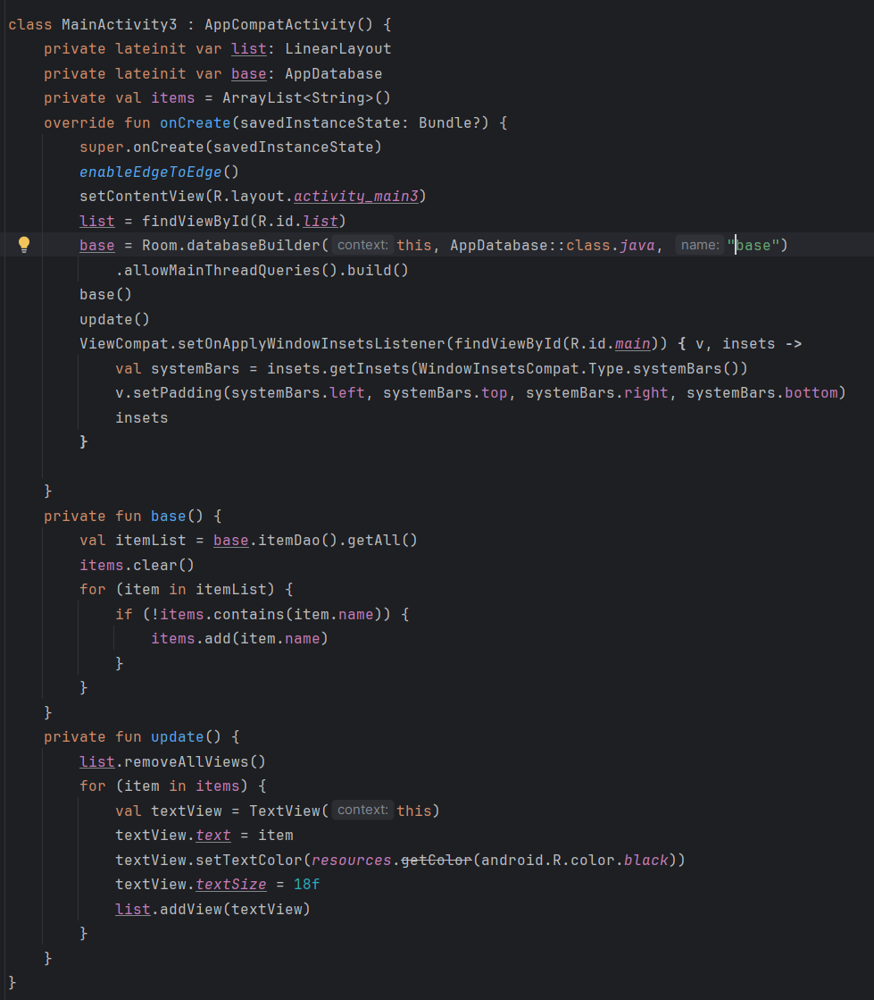 class MainActivity3 : AppCompatActivity() {
    private lateinit var list: LinearLayout
    private lateinit var base: AppDatabase
    private val items = ArrayList<String>()
    override fun onCreate(savedInstanceState: Bundle?) {
        super.onCreate(savedInstanceState)
        enableEdgeToEdge()
        setContentView(R.layout.activity_main3)
        list = findViewById(R.id.list)
        base = Room.databaseBuilder( context: this, AppDatabase::class.java,  name: "base")
            .allowMainThreadQueries().build()
        base()
        update()
        ViewCompat.setOnApplyWindowInsetsListener(findViewById(R.id.main)) { v, insets ->
            val systemBars = insets.getInsets(WindowInsetsCompat.Type.systemBars())
            v.setPadding(systemBars.left, systemBars.top, systemBars.right, systemBars.bottom)
            insets
        }

    }
    private fun base() {
        val itemList = base.itemDao().getAll()
        items.clear()
        for (item in itemList) {
            if (!items.contains(item.name)) {
                items.add(item.name)
            }
        }
    }
    private fun update() {
        list.removeAllViews()
        for (item in items) {
            val textView = TextView( context: this)
            textView.text = item
            textView.setTextColor(resources.getColor(android.R.color.black))
            textView.textSize = 18f
            list.addView(textView)
        }
    }
}